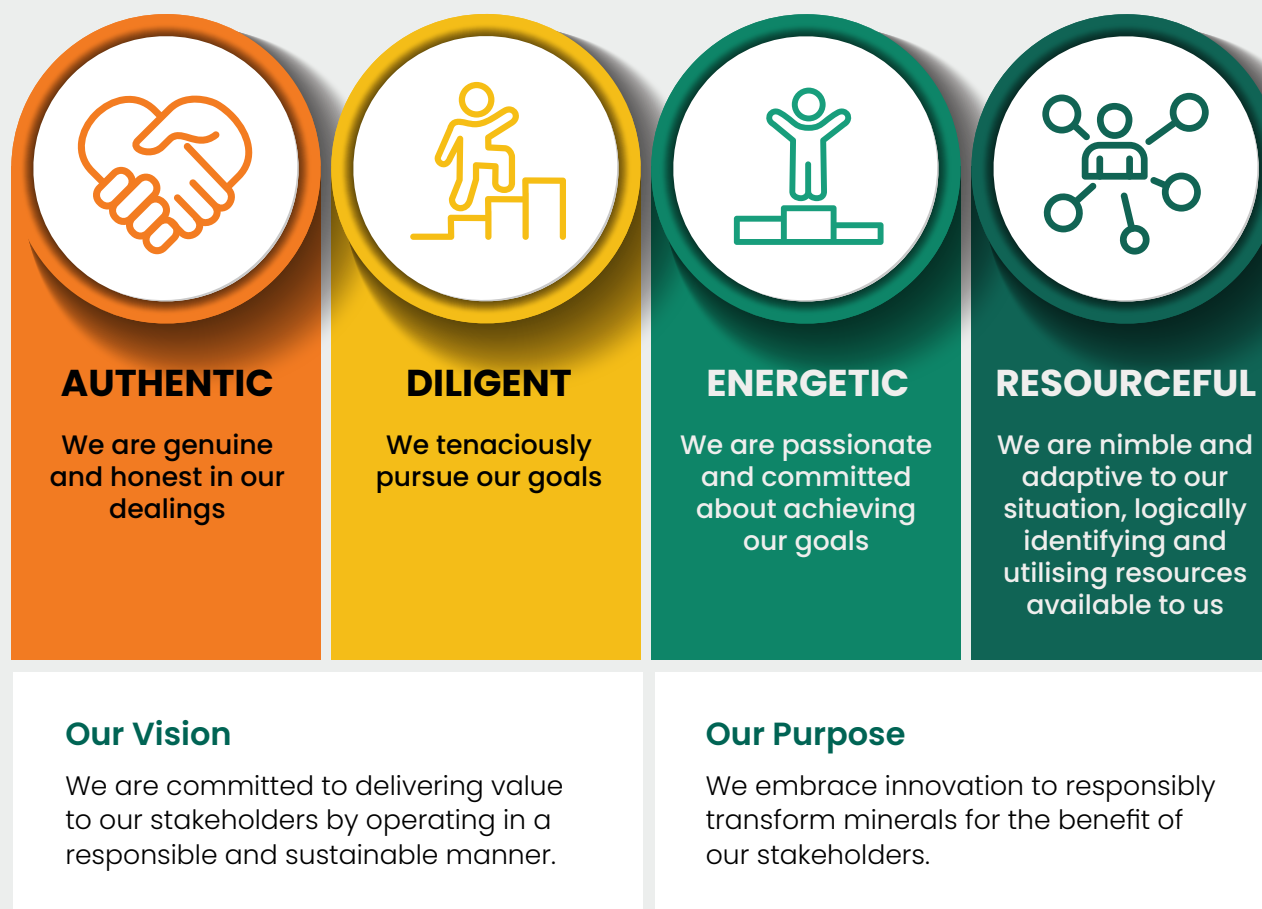 AUTHENTIC
We are genuine
and honest in our
dealings
DILIGENT
We tenaciously
pursue our goals
ENERGETIC
We are passionate
and committed
about achieving
our goals
RESOURCEFUL
We are nimble and
adaptive to our
situation, logically
identifying and
utilising resources
available to us
Our Vision
We are committed to delivering value
to our stakeholders by operating in a
responsible and sustainable manner.
Our Purpose
We embrace innovation to responsibly
transform minerals for the benefit of
our stakeholders.